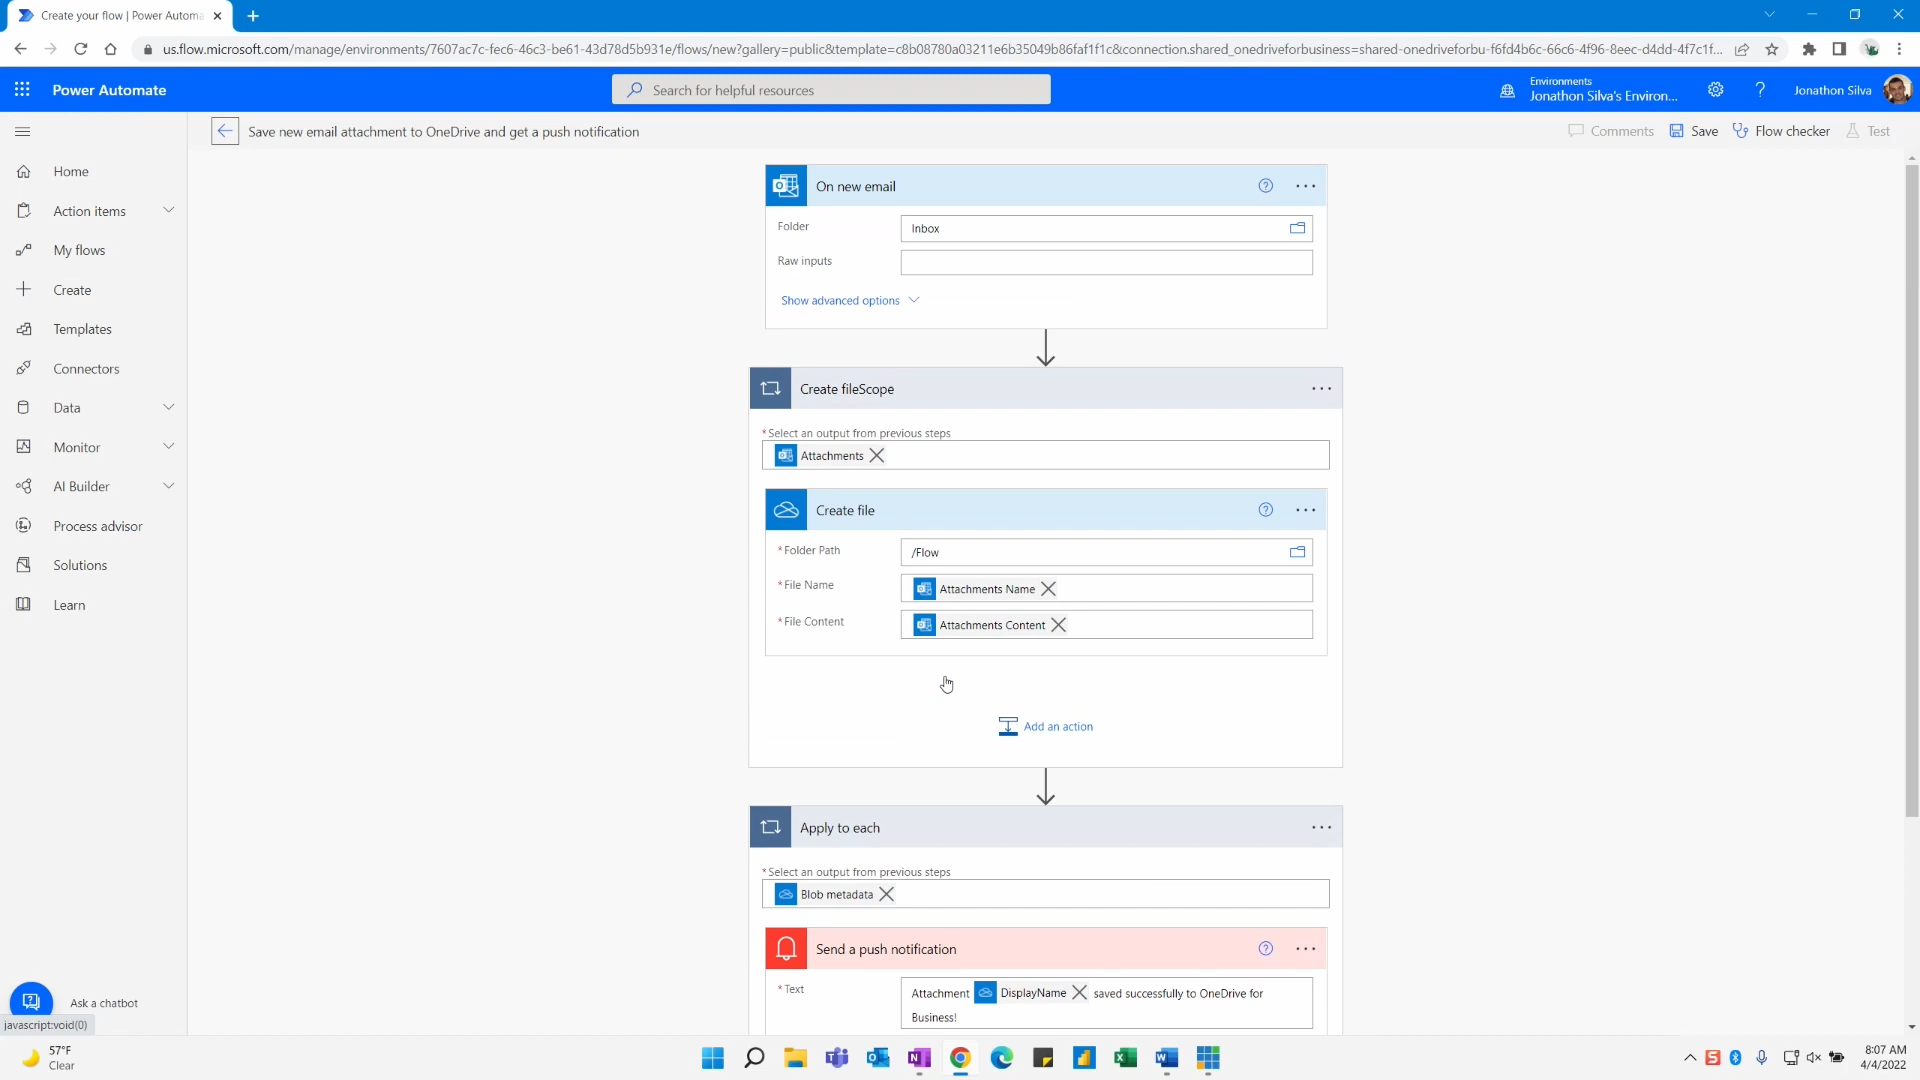 Create your flow | Power Automa
us.flow.microsoft.com/manage/environments/7607ac7c-fec6-46c3-be61-43d78d5b931e/flows/new?gallery=public&template=c8b08780a03211e6b35049b86faf1f1c&connection.shared_onedriveforbusiness=shared-onedriveforbu-f6fd4b6c-66c6-4f96-8eec-d4dd-4f7c1f...
Power Automate
Search for helpful resources
Environments
Jonathon Silva's Environ...
?
Jonathon Silva
Save new email attachment to OneDrive and get a push notification
Comments
Save
Flow checker
Test
Home
Action items
My flows
Create
Templates
Connectors
Data
Monitor
AI Builder
Process advisor
Solutions
Learn
Ask a chatbot
javascript:void(0)
On new email
Folder
Inbox
Raw inputs
Show advanced options
Create fileScope
*Select an output from previous steps
Attachments
Create file
*Folder Path
/Flow
*File Name
Attachments Name
*File Content
Attachments Content
Add an action
Apply to each
*Select an output from previous steps
Blob metadata
Send a push notification
*Text
Attachment DisplayName saved successfully to OneDrive for
Business!
57°F
Clear
8:07 AM
4/4/2022